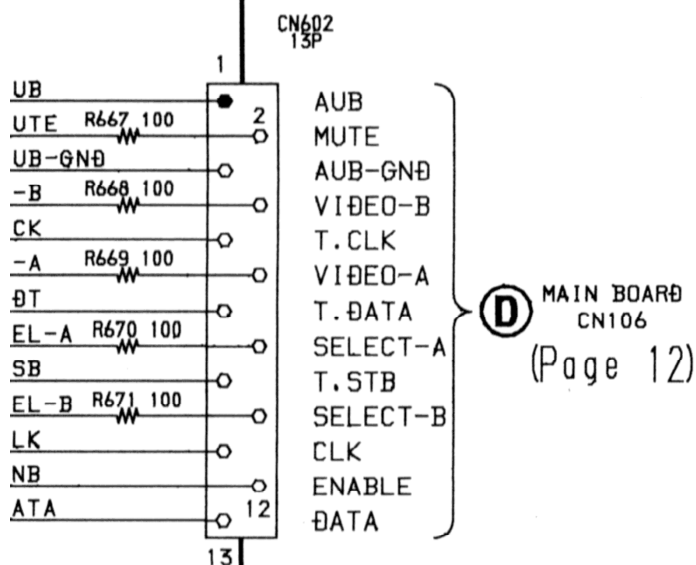 CN602
13P
1
UB AUB
UTE R667 100 2 MUTE
UB-GND AUB-GND
-B R668 100 VIDEO-B
CK T.CLK
-A R669 100 VIDEO-A
DT T.DATA
EL-A R670 100 SELECT-A
SB T.STB
EL-B R671 100 SELECT-B
LK CLK
NB ENABLE
ATA 12 DATA
13
D MAIN BOARD
CN106
(Page 12)